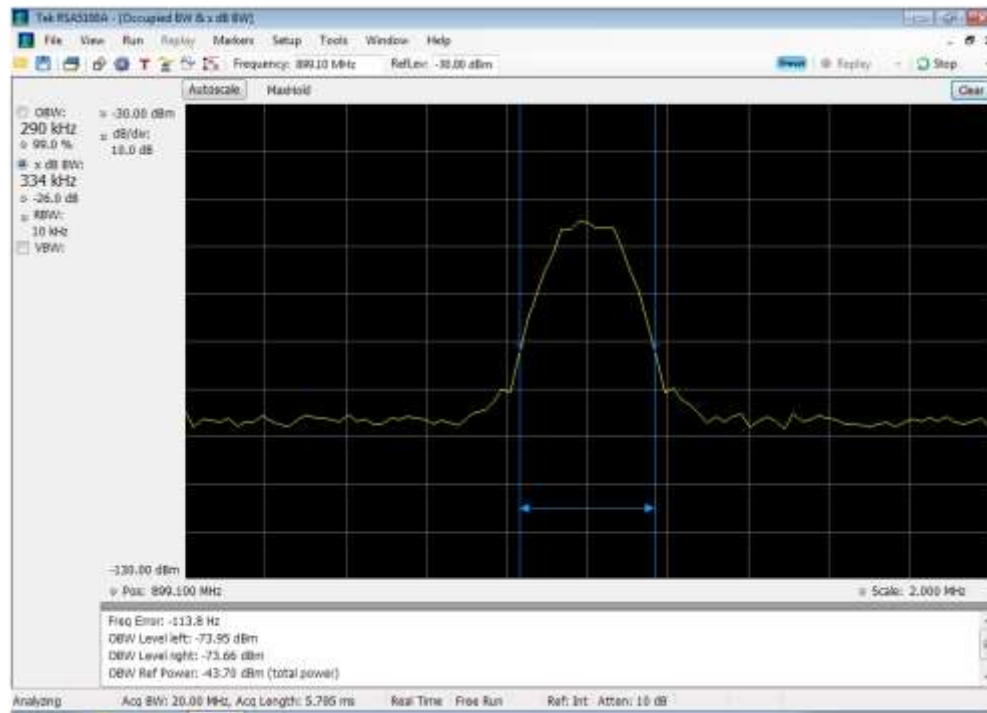 Tek RSA5100A - [Occupied BW & x dB BW]
File View Run Replay Markers Setup Tools Window Help
Frequency: 899.10 MHz RefLev: -30.00 dBm Preset Replay Stop
Autoscale MaxHold Clear
OBW:
290 kHz
99.0 %
x dB BW:
334 kHz
-26.0 dB
RBW:
10 kHz
VBW:
-30.00 dBm
dB/div:
10.0 dB
-130.00 dBm
Pos: 899.100 MHz Scale: 2.000 MHz
Freq Error: -113.8 Hz
OBW Level left: -73.95 dBm
OBW Level right: -73.66 dBm
OBW Ref Power: -43.70 dBm (total power)
Analyzing Acq BW: 20.00 MHz, Acq Length: 5.795 ms Real Time Free Run Ref: Int Atten: 10 dB